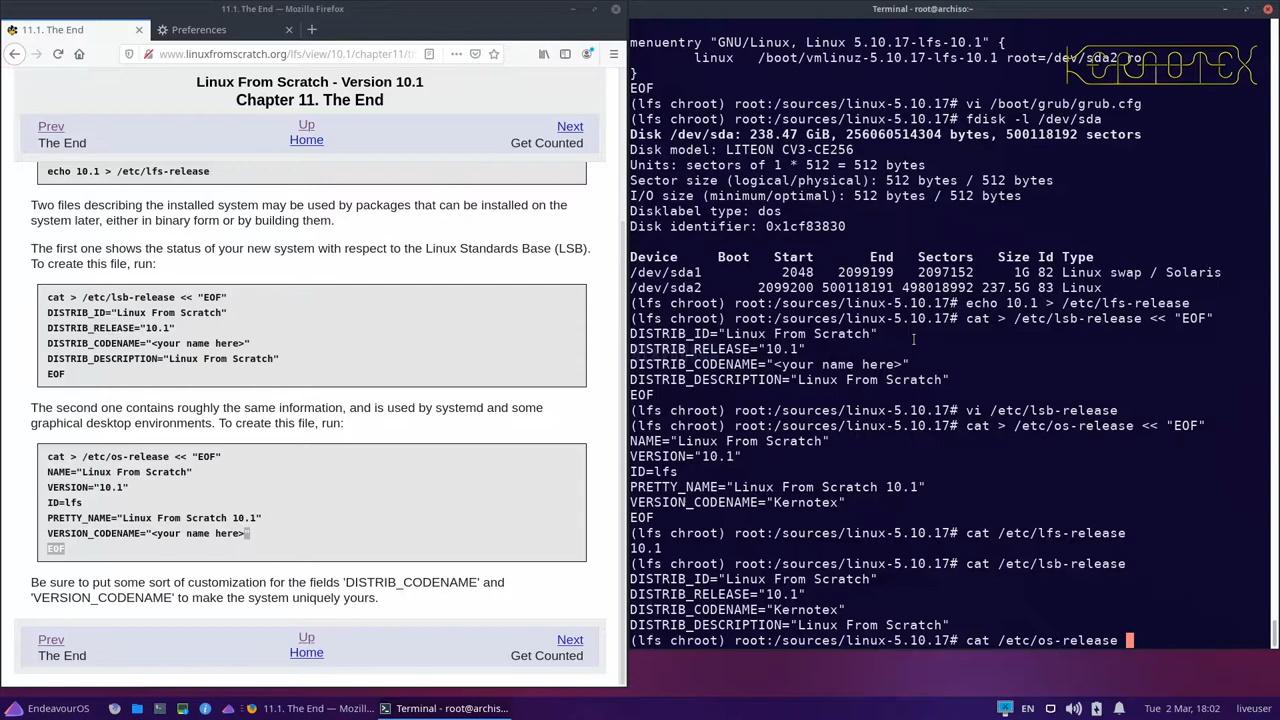 11.1. The End — Mozilla Firefox
11.1. The End
Preferences
www.linuxfromscratch.org/lfs/view/10.1/chapter11/th
Linux From Scratch - Version 10.1
Chapter 11. The End
Prev
Up
Next
The End
Home
Get Counted
echo 10.1 > /etc/lfs-release
Two files describing the installed system may be used by packages that can be installed on the
system later, either in binary form or by building them.
The first one shows the status of your new system with respect to the Linux Standards Base (LSB).
To create this file, run:
cat > /etc/lsb-release << "EOF"
DISTRIB_ID="Linux From Scratch"
DISTRIB_RELEASE="10.1"
DISTRIB_CODENAME="<your name here>"
DISTRIB_DESCRIPTION="Linux From Scratch"
EOF
The second one contains roughly the same information, and is used by systemd and some
graphical desktop environments. To create this file, run:
cat > /etc/os-release << "EOF"
NAME="Linux From Scratch"
VERSION="10.1"
ID=lfs
PRETTY_NAME="Linux From Scratch 10.1"
VERSION_CODENAME="<your name here>"
EOF
Be sure to put some sort of customization for the fields 'DISTRIB_CODENAME' and
'VERSION_CODENAME' to make the system uniquely yours.
Prev
Up
Next
The End
Home
Get Counted
Terminal - root@archiso:~
menuentry "GNU/Linux, Linux 5.10.17-lfs-10.1" {
linux /boot/vmlinuz-5.10.17-lfs-10.1 root=/dev/sda2 ro
}
KERNOTEX
EOF
(lfs chroot) root:/sources/linux-5.10.17# vi /boot/grub/grub.cfg
(lfs chroot) root:/sources/linux-5.10.17# fdisk -l /dev/sda
Disk /dev/sda: 238.47 GiB, 256060514304 bytes, 500118192 sectors
Disk model: LITEON CV3-CE256
Units: sectors of 1 * 512 = 512 bytes
Sector size (logical/physical): 512 bytes / 512 bytes
I/O size (minimum/optimal): 512 bytes / 512 bytes
Disklabel type: dos
Disk identifier: 0x1cf83830
Device Boot Start End Sectors Size Id Type
/dev/sda1 2048 2099199 2097152 1G 82 Linux swap / Solaris
/dev/sda2 2099200 500118191 498018992 237.5G 83 Linux
(lfs chroot) root:/sources/linux-5.10.17# echo 10.1 > /etc/lfs-release
(lfs chroot) root:/sources/linux-5.10.17# cat > /etc/lsb-release << "EOF"
DISTRIB_ID="Linux From Scratch"
DISTRIB_RELEASE="10.1"
DISTRIB_CODENAME="<your name here>"
DISTRIB_DESCRIPTION="Linux From Scratch"
EOF
(lfs chroot) root:/sources/linux-5.10.17# vi /etc/lsb-release
(lfs chroot) root:/sources/linux-5.10.17# cat > /etc/os-release << "EOF"
NAME="Linux From Scratch"
VERSION="10.1"
ID=lfs
PRETTY_NAME="Linux From Scratch 10.1"
VERSION_CODENAME="Kernotex"
EOF
(lfs chroot) root:/sources/linux-5.10.17# cat /etc/lfs-release
10.1
(lfs chroot) root:/sources/linux-5.10.17# cat /etc/lsb-release
DISTRIB_ID="Linux From Scratch"
DISTRIB_RELEASE="10.1"
DISTRIB_CODENAME="Kernotex"
DISTRIB_DESCRIPTION="Linux From Scratch"
(lfs chroot) root:/sources/linux-5.10.17# cat /etc/os-release
EndeavourOS
11.1. The End — Mozill...
Terminal - root@archiso...
EN
Tue 2 Mar, 18:02
liveuser